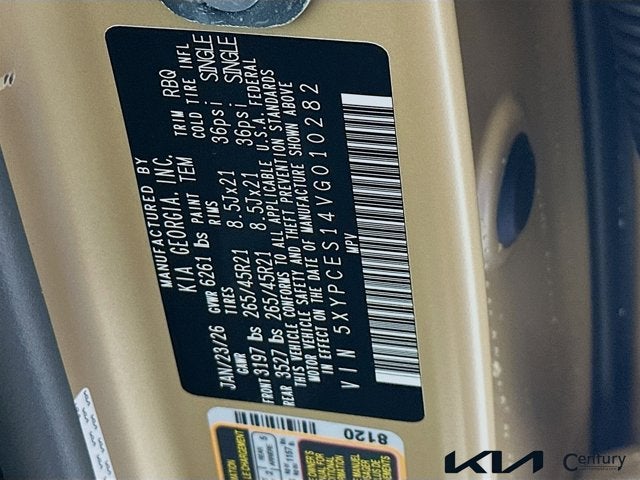 MANUFACTURED BY
KIA GEORGIA, INC.
JAN/23/26 GVWR 6261 lbs PAINT TEM TRIM RBQ
GAWR TIRES RIMS COLD TIRE INFL
FRONT 3197 lbs 265/45R21 8.5Jx21 36psi SINGLE
REAR 3527 lbs 265/45R21 8.5Jx21 36psi SINGLE
THIS VEHICLE CONFORMS TO ALL APPLICABLE U.S.A. FEDERAL
MOTOR VEHICLE SAFETY AND THEFT PREVENTION STANDARDS
IN EFFECT ON THE DATE OF MANUFACTURE SHOWN ABOVE
VIN 5XYPCES14VG010282
MPV
8120
KIA Century